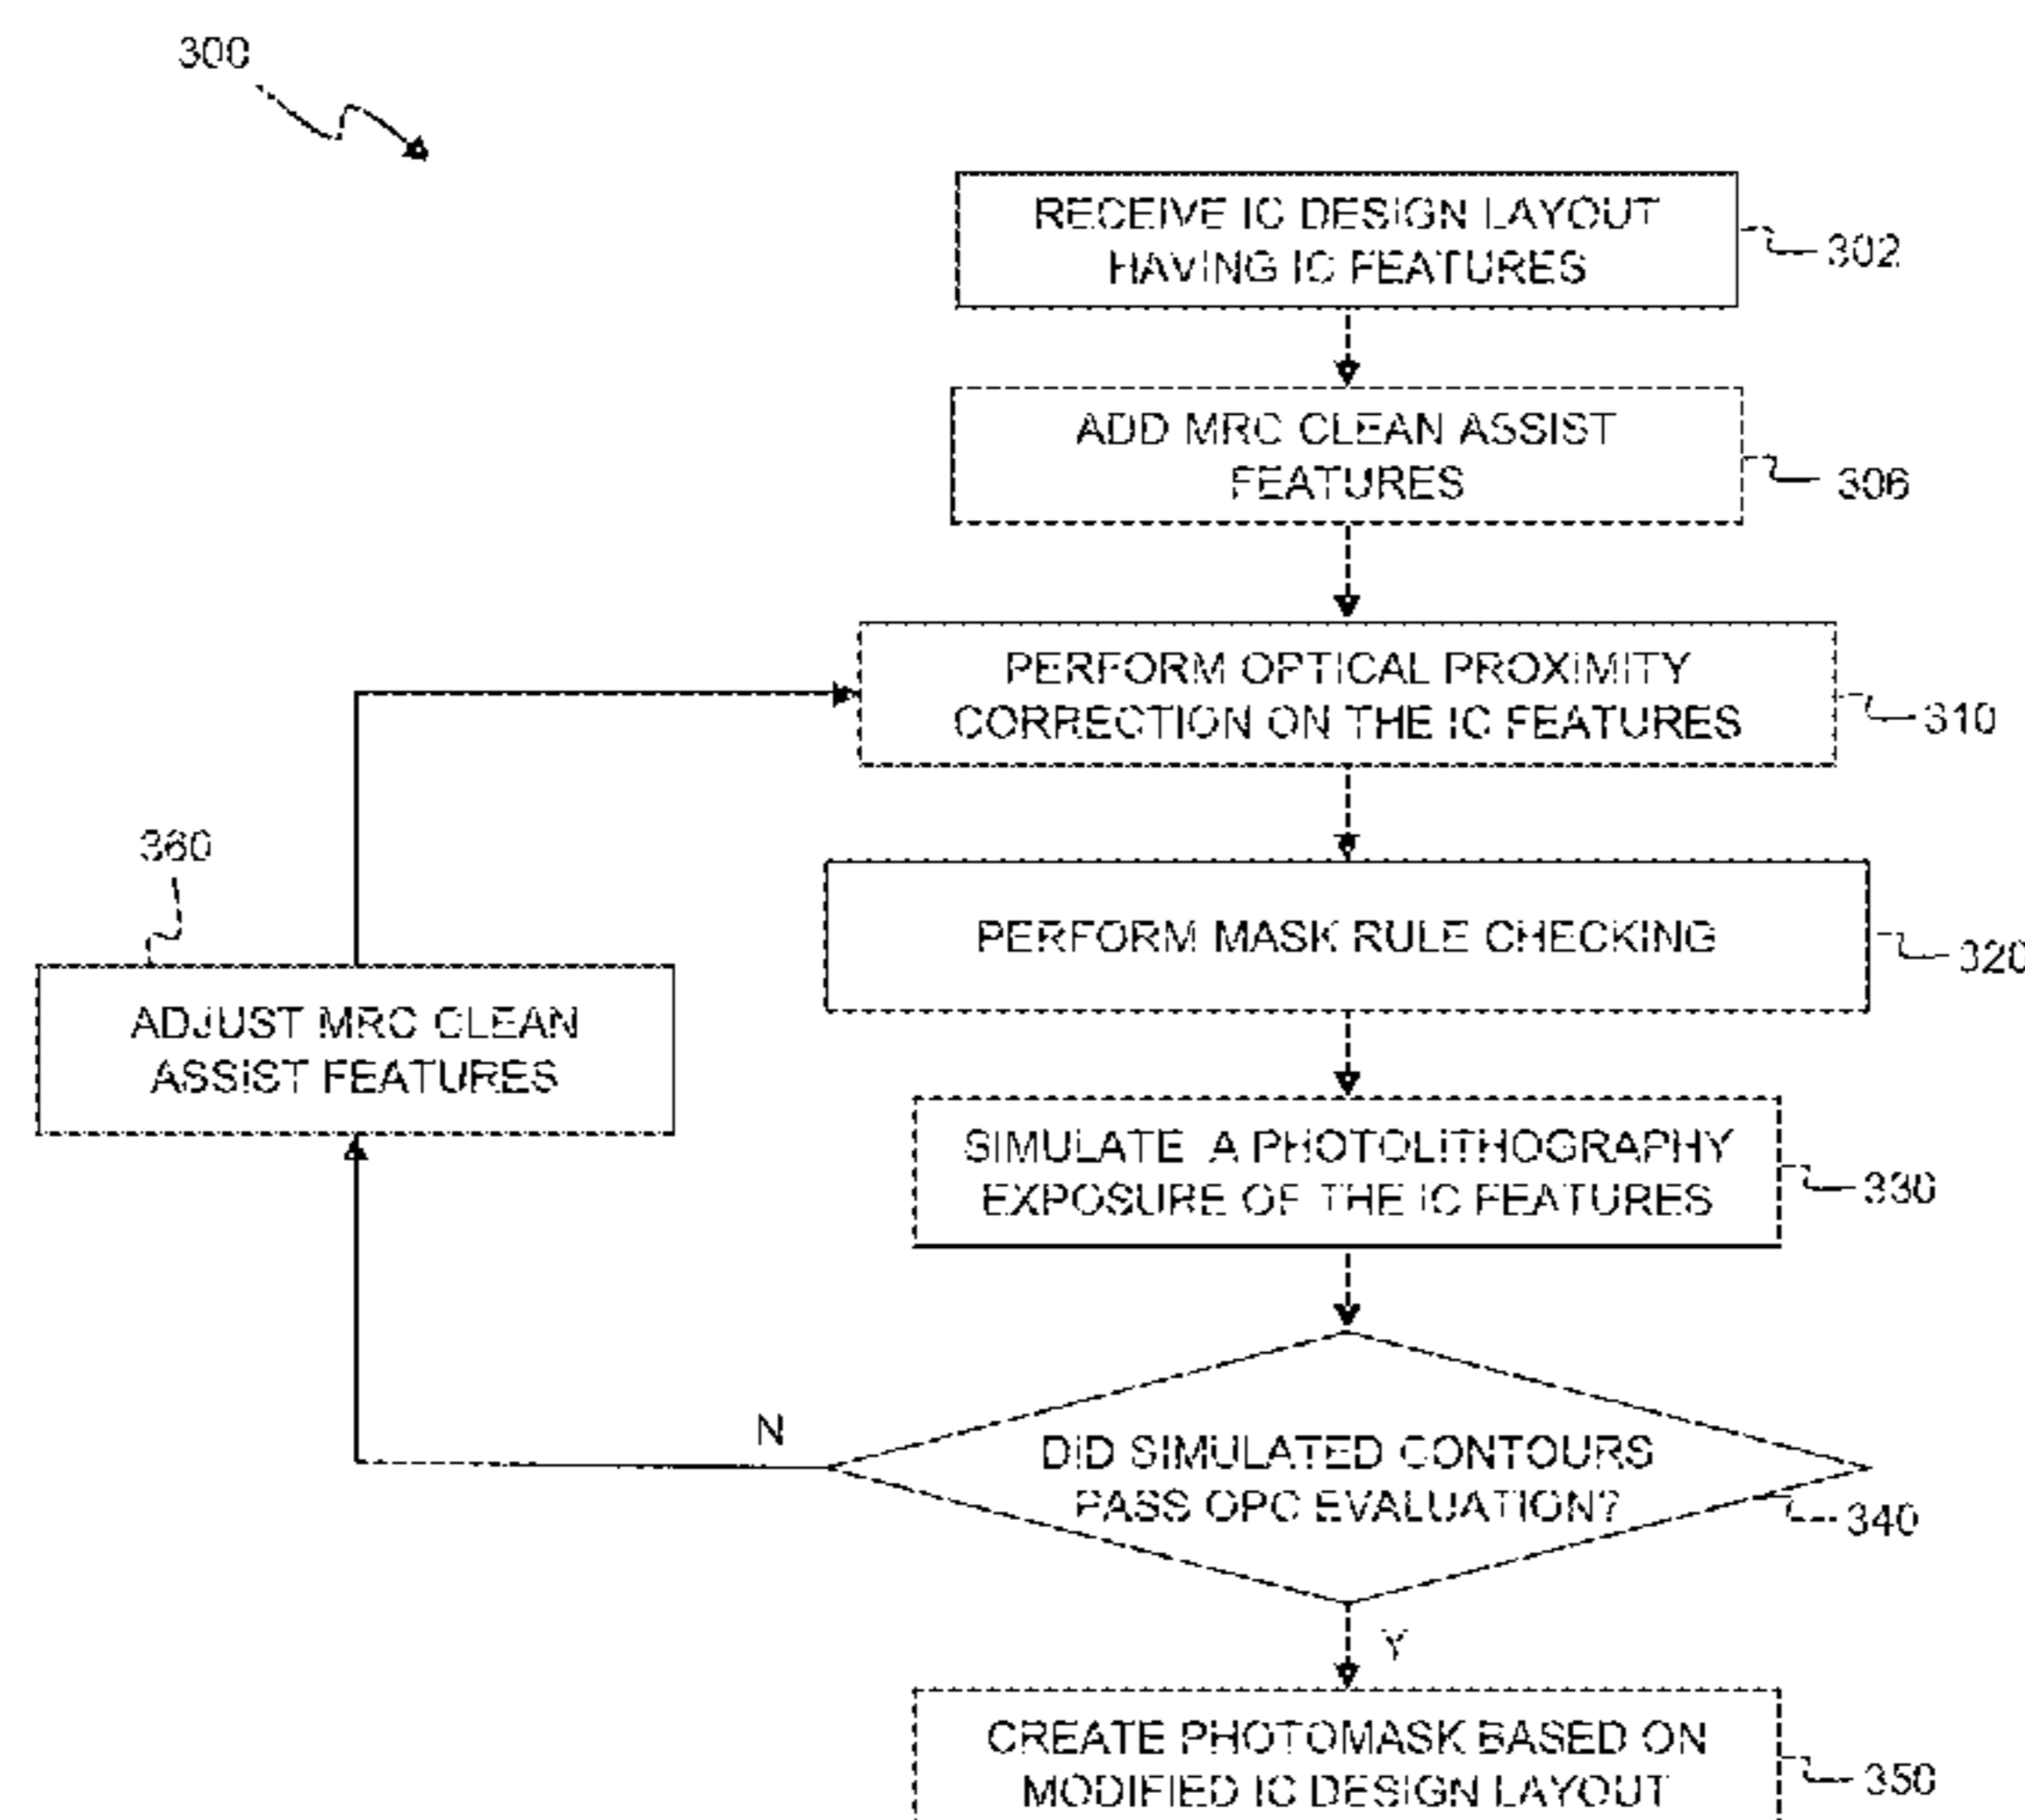 300
RECEIVE IC DESIGN LAYOUT
HAVING IC FEATURES
302
ADD MRC CLEAN ASSIST
FEATURES
306
PERFORM OPTICAL PROXIMITY
CORRECTION ON THE IC FEATURES
310
360
PERFORM MASK RULE CHECKING
320
ADJUST MRC CLEAN
ASSIST FEATURES
SIMULATE A PHOTOLITHOGRAPHY
EXPOSURE OF THE IC FEATURES
330
N
DID SIMULATED CONTOURS
PASS OPC EVALUATION?
340
Y
CREATE PHOTOMASK BASED ON
MODIFIED IC DESIGN LAYOUT
350